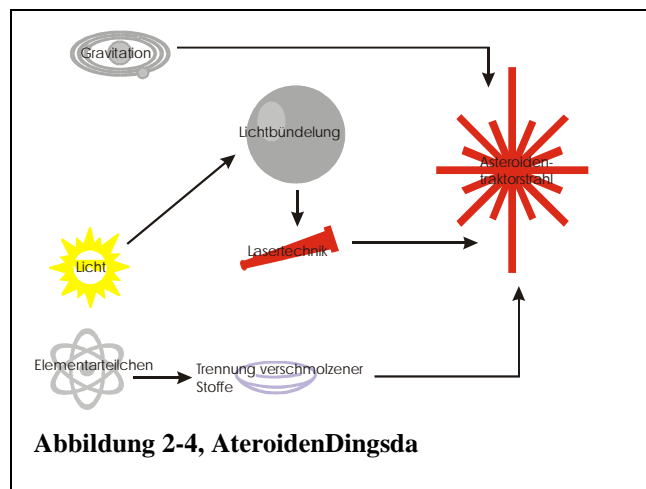 Gravitation
Lichtbündelung
Asteroiden-
traktorstrahl
Lasertechnik
Licht
Elementarteilchen
Trennung verschmolzener
Stoffe
Abbildung 2-4, AteroidenDingsda